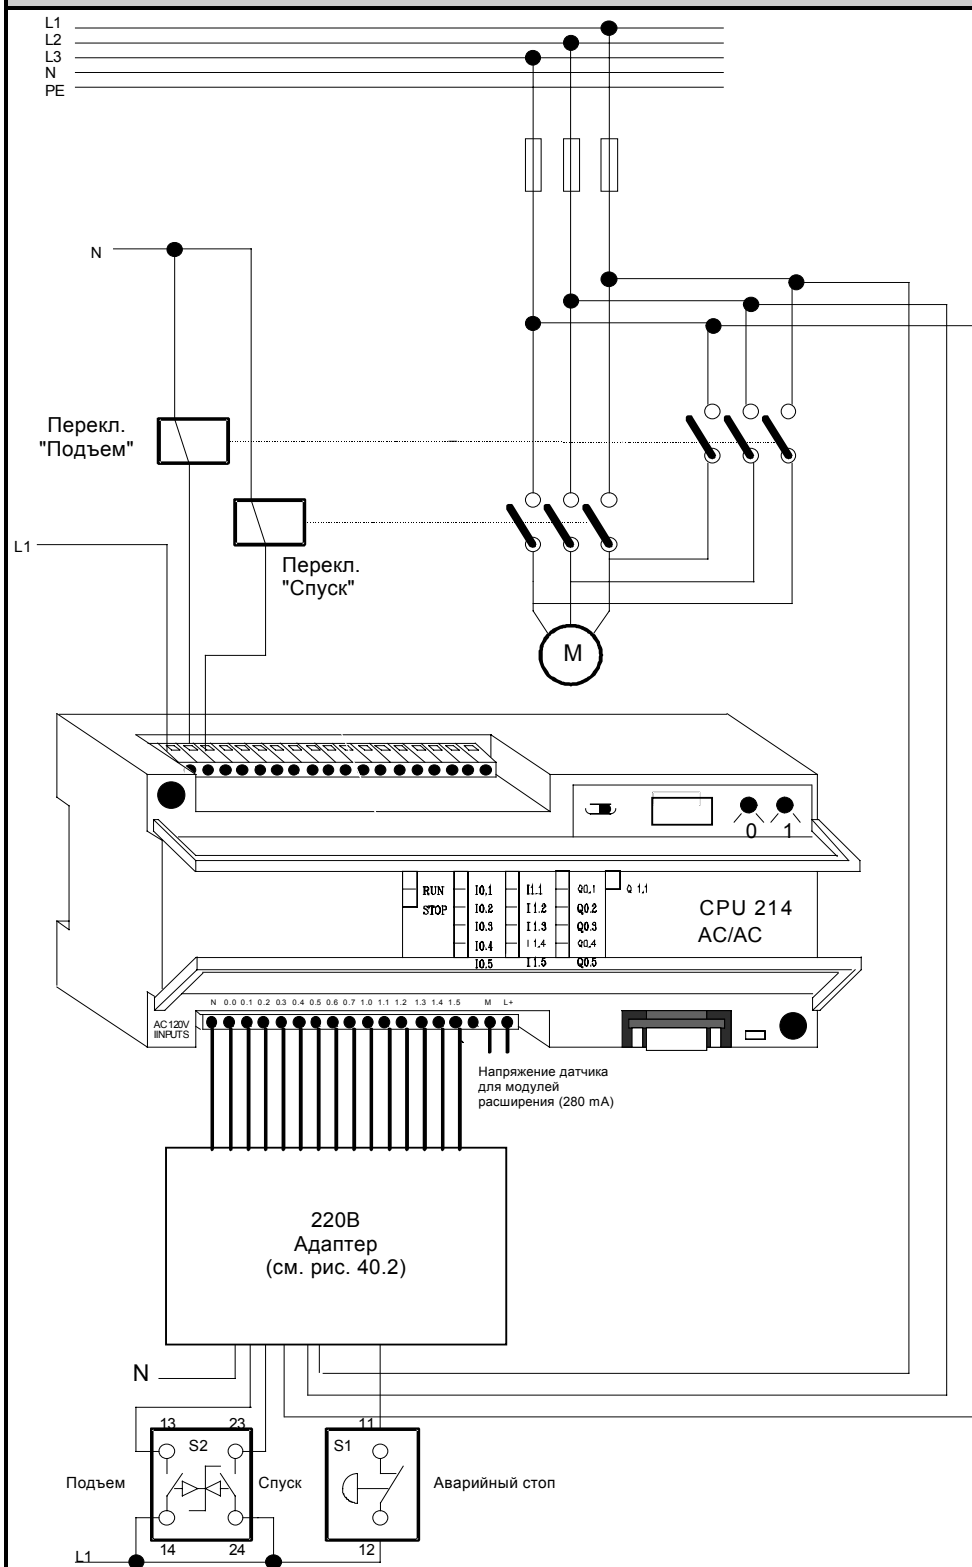 L1
L2
L3
N
PE
N
Перекл.
"Подъем"
L1
Перекл.
"Спуск"
M
0 1
RUN
STOP
I0.1
I0.2
I0.3
I0.4
I0.5
I1.1
I1.2
I1.3
I1.4
I1.5
Q0.1
Q0.2
Q0.3
Q0.4
Q0.5
Q 1.1
CPU 214
AC/AC
N 0.0 0.1 0.2 0.3 0.4 0.5 0.6 0.7 1.0 1.1 1.2 1.3 1.4 1.5 M L+
AC120V
IINPUTS
Напряжение датчика
для модулей
расширения (280 mA)
220В
Адаптер
(см. рис. 40.2)
N
13 23 11
S2 S1
Подъем Спуск Аварийный стоп
14 24 12
L1